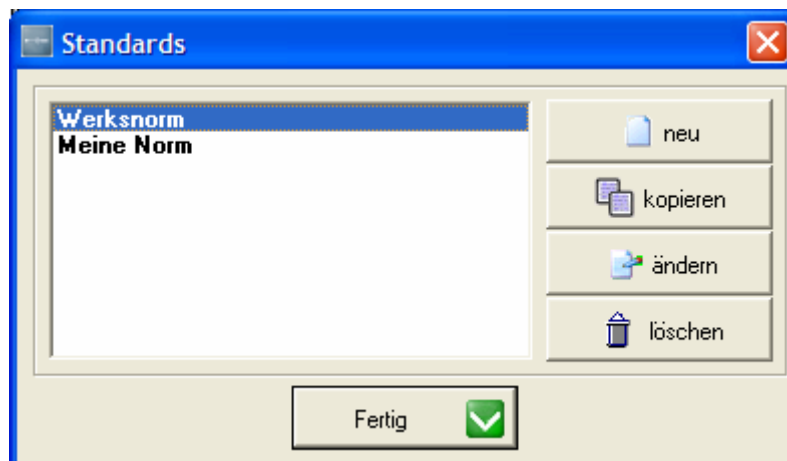 Standards
Werksnorm
Meine Norm
neu
kopieren
ändern
löschen
Fertig